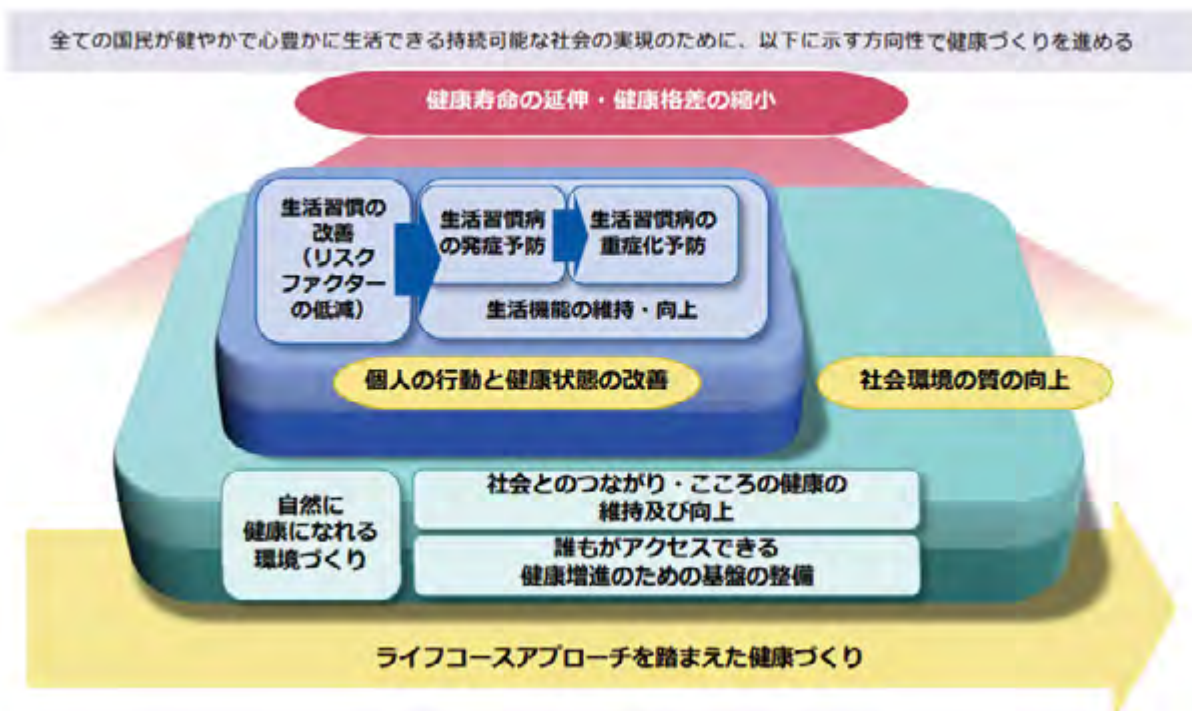 全ての国民が健やかで心豊かに生活できる持続可能な社会の実現のために、以下に示す方向性で健康づくりを進める
健康寿命の延伸・健康格差の縮小
生活習慣の
改善
（リスク
ファクター
の低減）
生活習慣病
の発症予防
生活習慣病の
重症化予防
生活機能の維持・向上
個人の行動と健康状態の改善
社会環境の質の向上
自然に
健康になれる
環境づくり
社会とのつながり・こころの健康の
維持及び向上
誰もがアクセスできる
健康増進のための基盤の整備
ライフコースアプローチを踏まえた健康づくり